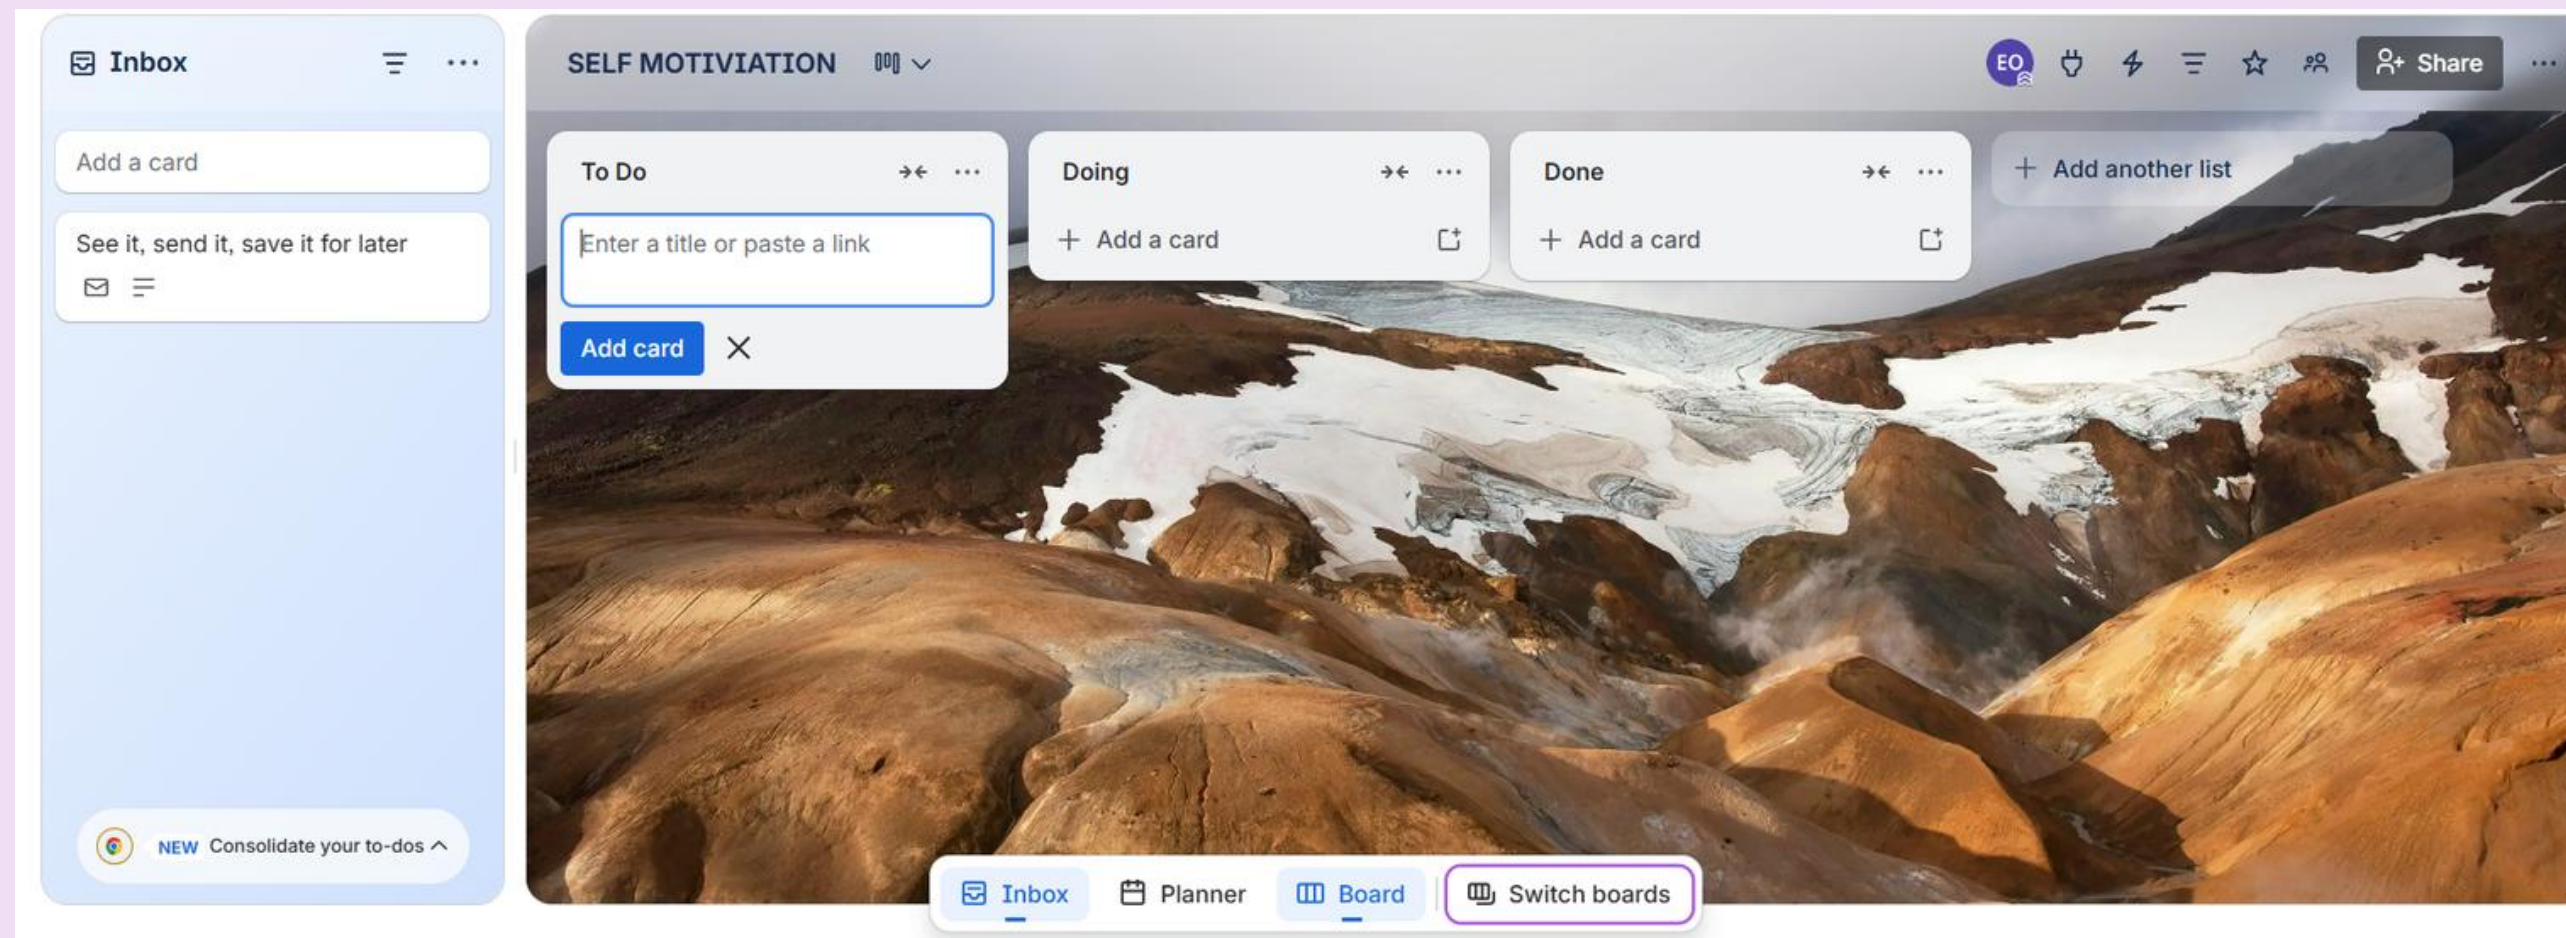 Inbox
Add a card
See it, send it, save it for later
NEW Consolidate your to-dos
SELF MOTIVIATION
EO
Share
To Do
Enter a title or paste a link
Add card
Doing
Add a card
Done
Add a card
Add another list
Inbox
Planner
Board
Switch boards